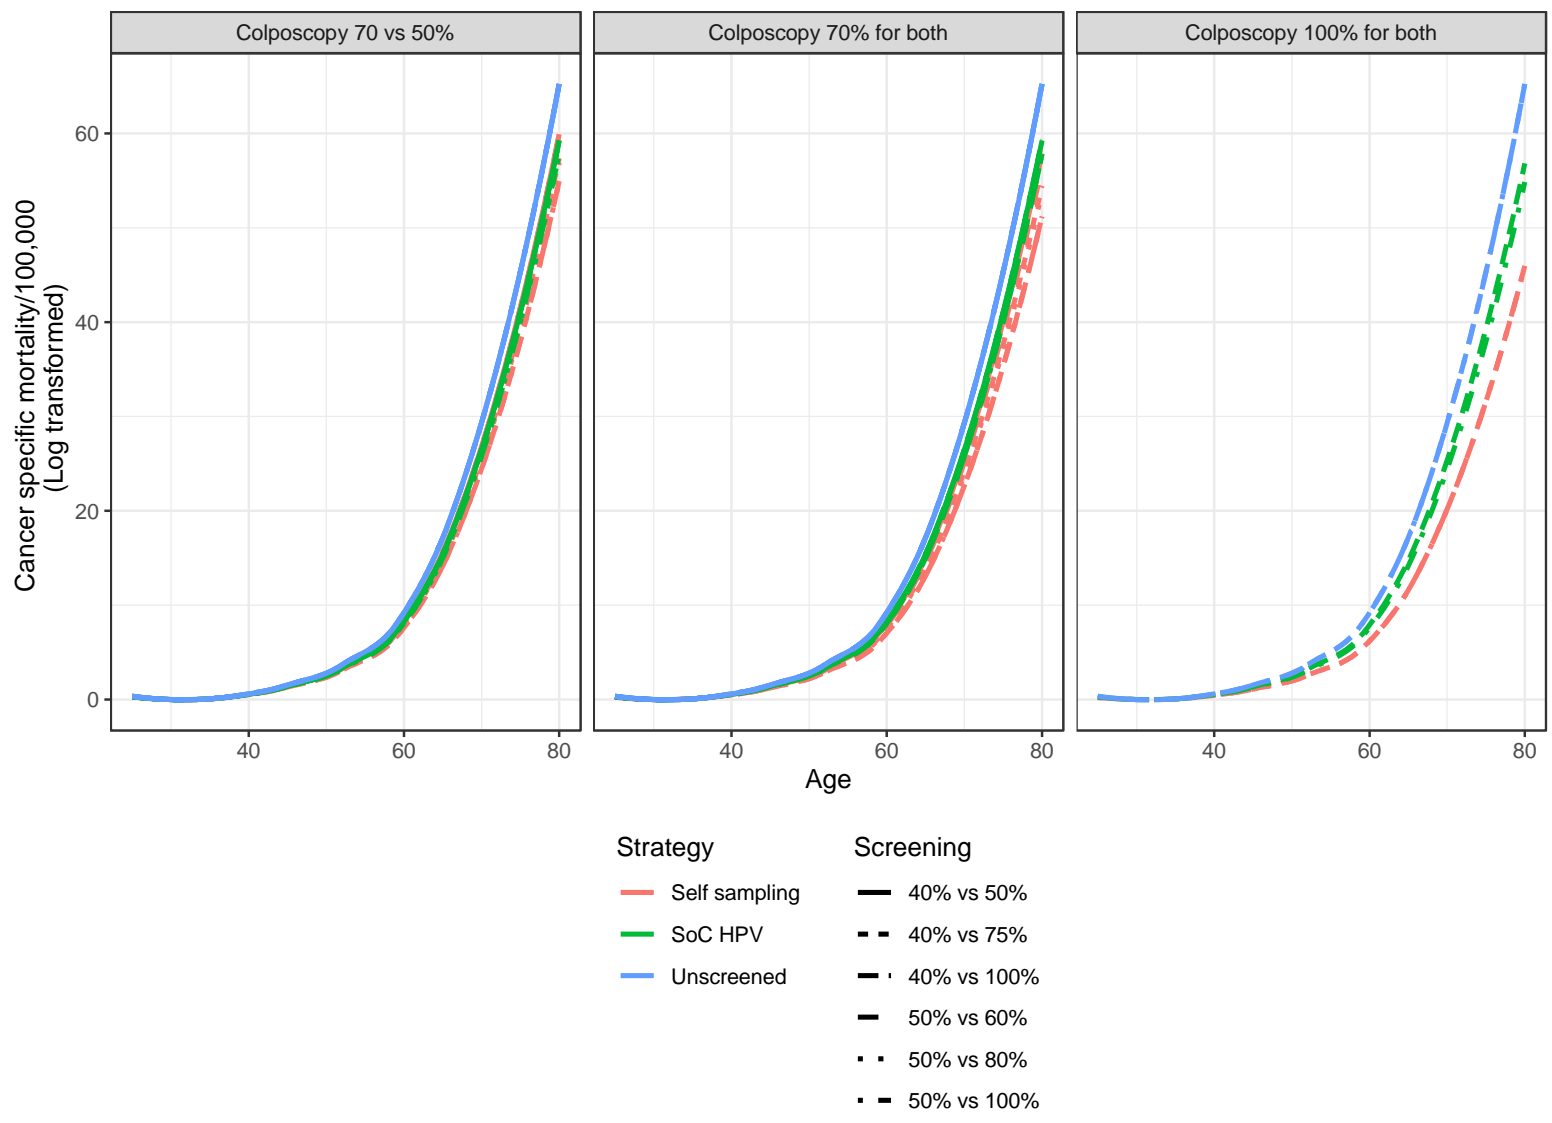 Colposcopy 70 vs 50%
Colposcopy 70% for both
Colposcopy 100% for both
Cancer specific mortality/100,000
(Log transformed)
60
40
20
0
40
60
80
40
60
80
40
60
80
Age
Strategy
Self sampling
SoC HPV
Unscreened
Screening
40% vs 50%
40% vs 75%
40% vs 100%
50% vs 60%
50% vs 80%
50% vs 100%